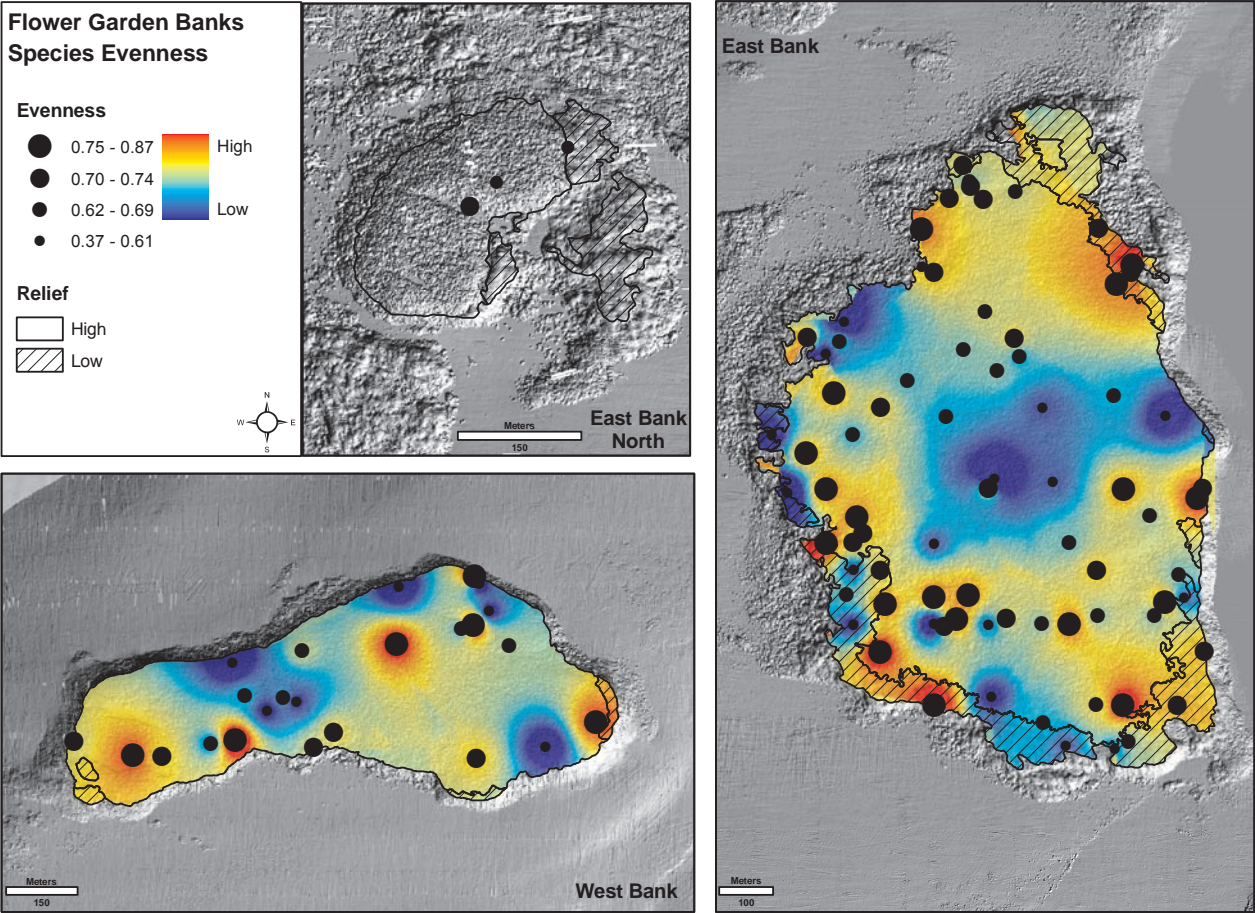 Flower Garden Banks
Species Evenness
Evenness
0.75 - 0.87
0.70 - 0.74
0.62 - 0.69
0.37 - 0.61
High
Low
Relief
High
Low
N
W
E
S
Meters
150
East Bank
North
East Bank
Meters
100
Meters
150
West Bank